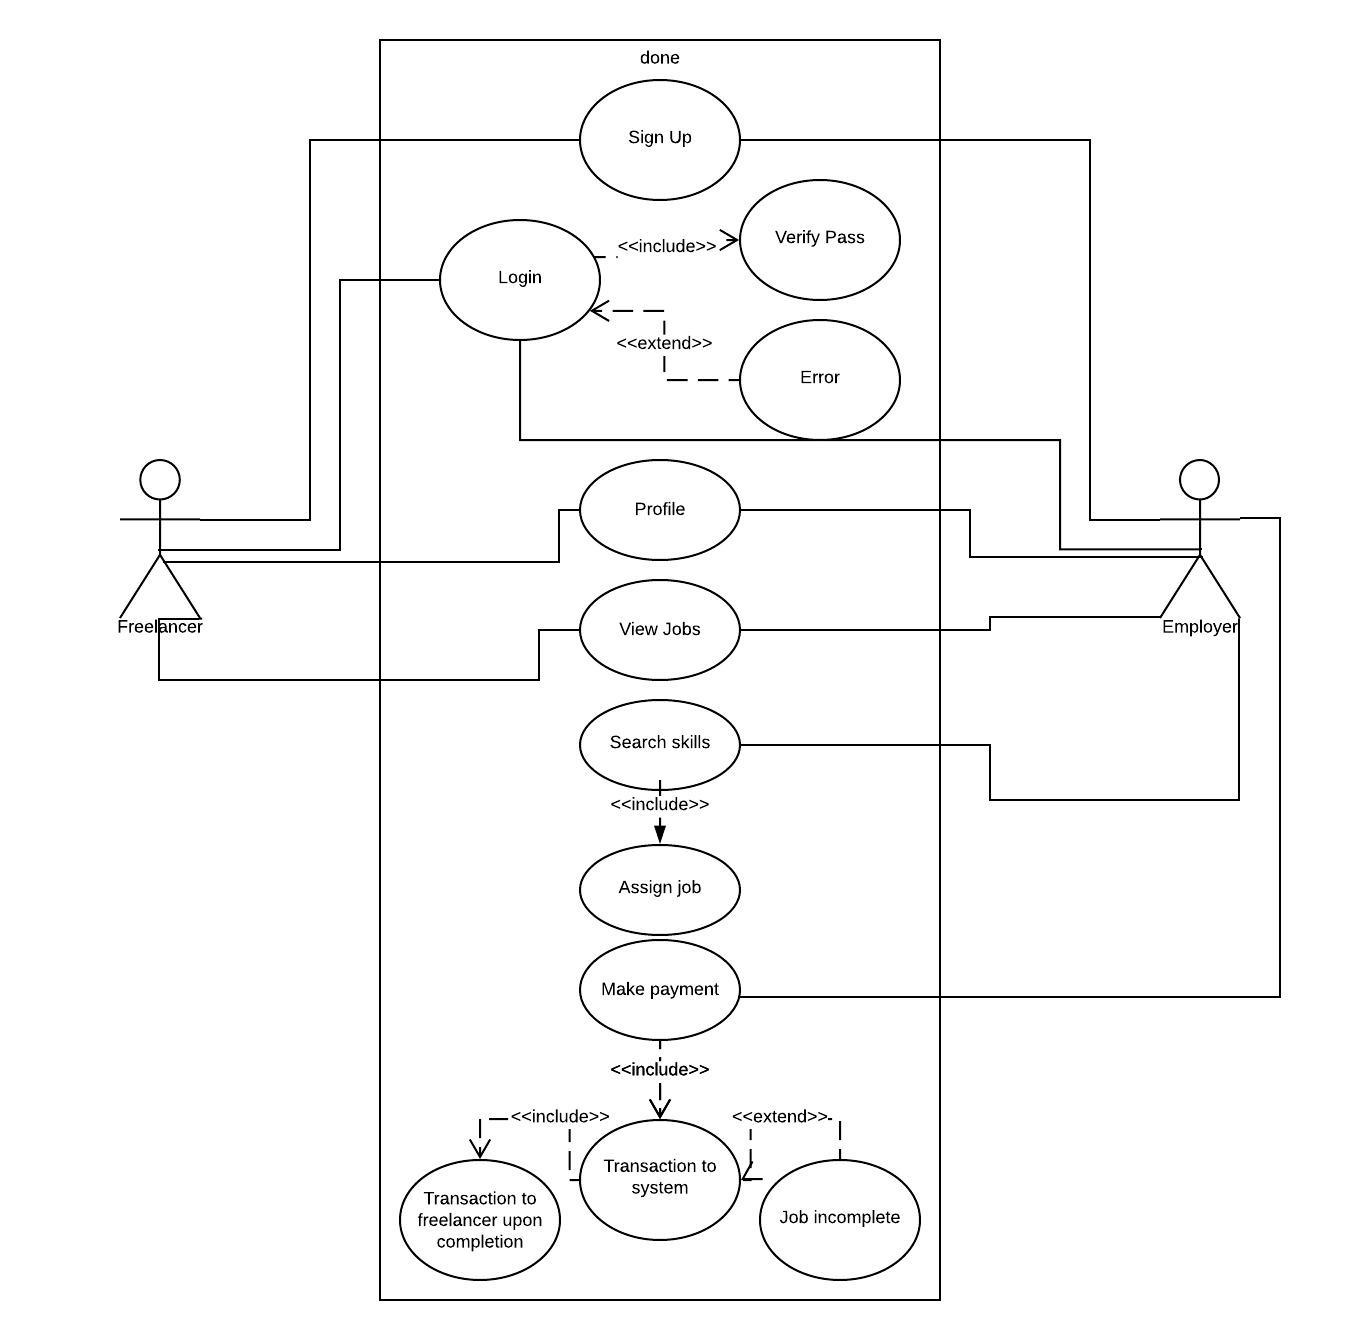 done
Sign Up
Verify Pass
<<include>>
Login
<<extend>>
Error
Profile
Freelancer
View Jobs
Employer
Search skills
<<include>>
Assign job
Make payment
<<include>>
<<include>>
<<extend>>
Transaction to
system
Transaction to
freelancer upon
completion
Job incomplete